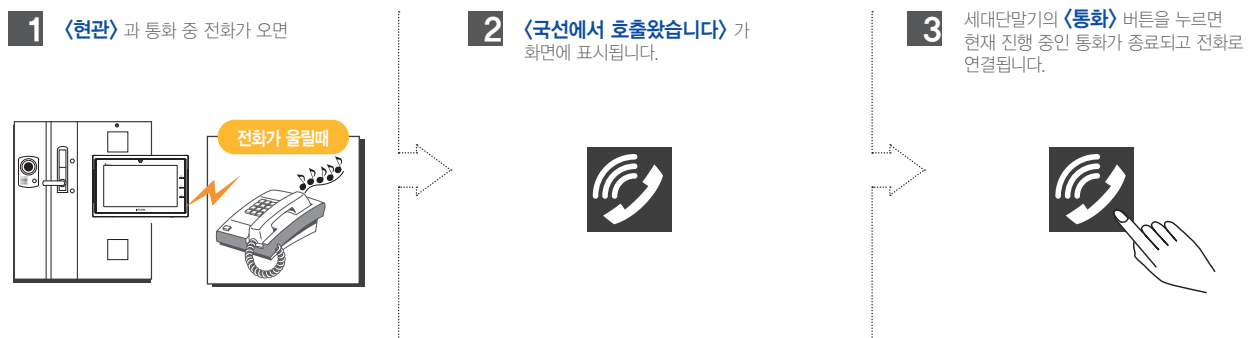 1 〈현관〉 과 통화 중 전화가 오면
전화가 울릴때
2 〈국선에서 호출왔습니다〉 가
화면에 표시됩니다.
3 세대단말기의 〈통화〉 버튼을 누르면
현재 진행 중인 통화가 종료되고 전화로
연결됩니다.